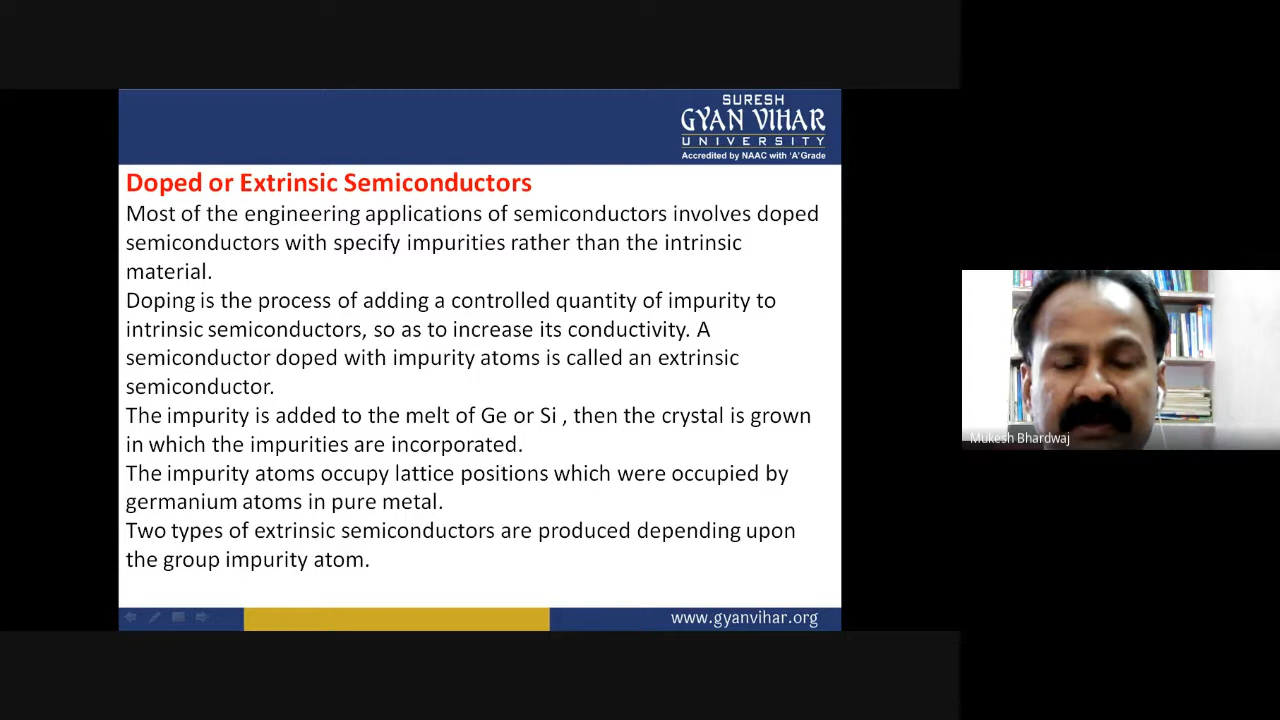 SURESH
GYAN VIHAR
UNIVERSITY
Accredited by NAAC with 'A' Grade
Doped or Extrinsic Semiconductors
Most of the engineering applications of semiconductors involves doped
semiconductors with specify impurities rather than the intrinsic
material.
Doping is the process of adding a controlled quantity of impurity to
intrinsic semiconductors, so as to increase its conductivity. A
semiconductor doped with impurity atoms is called an extrinsic
semiconductor.
The impurity is added to the melt of Ge or Si , then the crystal is grown
in which the impurities are incorporated.
The impurity atoms occupy lattice positions which were occupied by
germanium atoms in pure metal.
Two types of extrinsic semiconductors are produced depending upon
the group impurity atom.
www.gyanvihar.org
Mukesh Bhardwaj